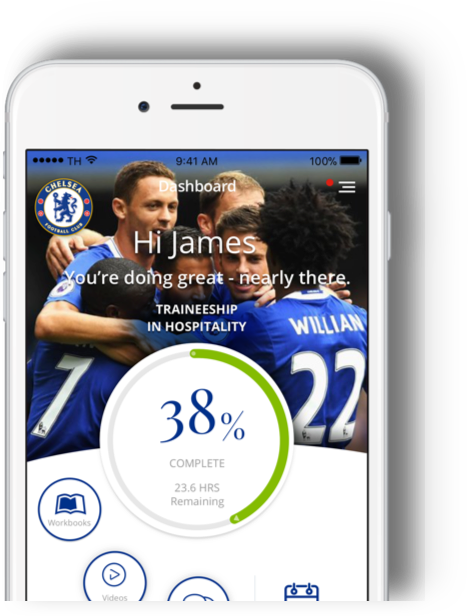 TH
9:41 AM
100%
CHELSEA
FOOTBALL CLUB
Dashboard
Hi James
You're doing great - nearly there.
TRAINEESHIP
IN HOSPITALITY
WILLIAN
7
22
38%
COMPLETE
23.6 HRS
Remaining
Workbooks
Videos